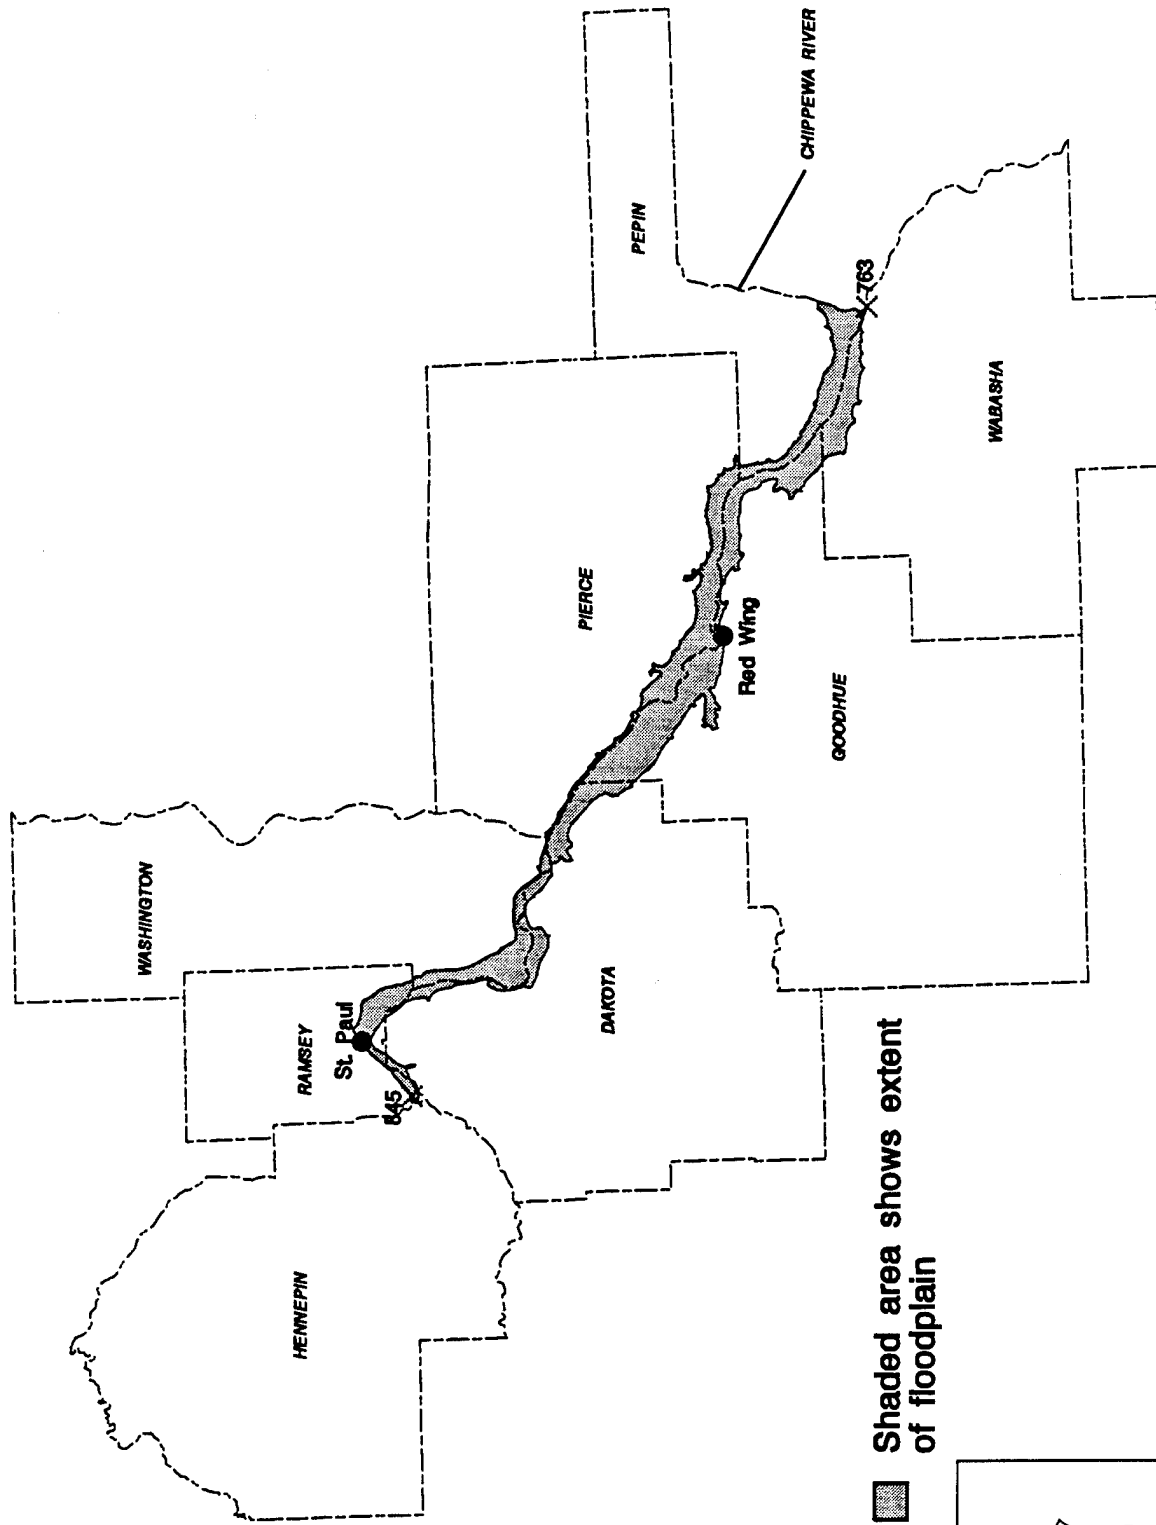 HENNEPIN
RAMSEY
WASHINGTON
St. Paul
845
DAKOTA
PIERCE
Red Wing
GOODHUE
PEPIN
CHIPPEWA RIVER
763
WABASHA
Shaded area shows extent
of floodplain